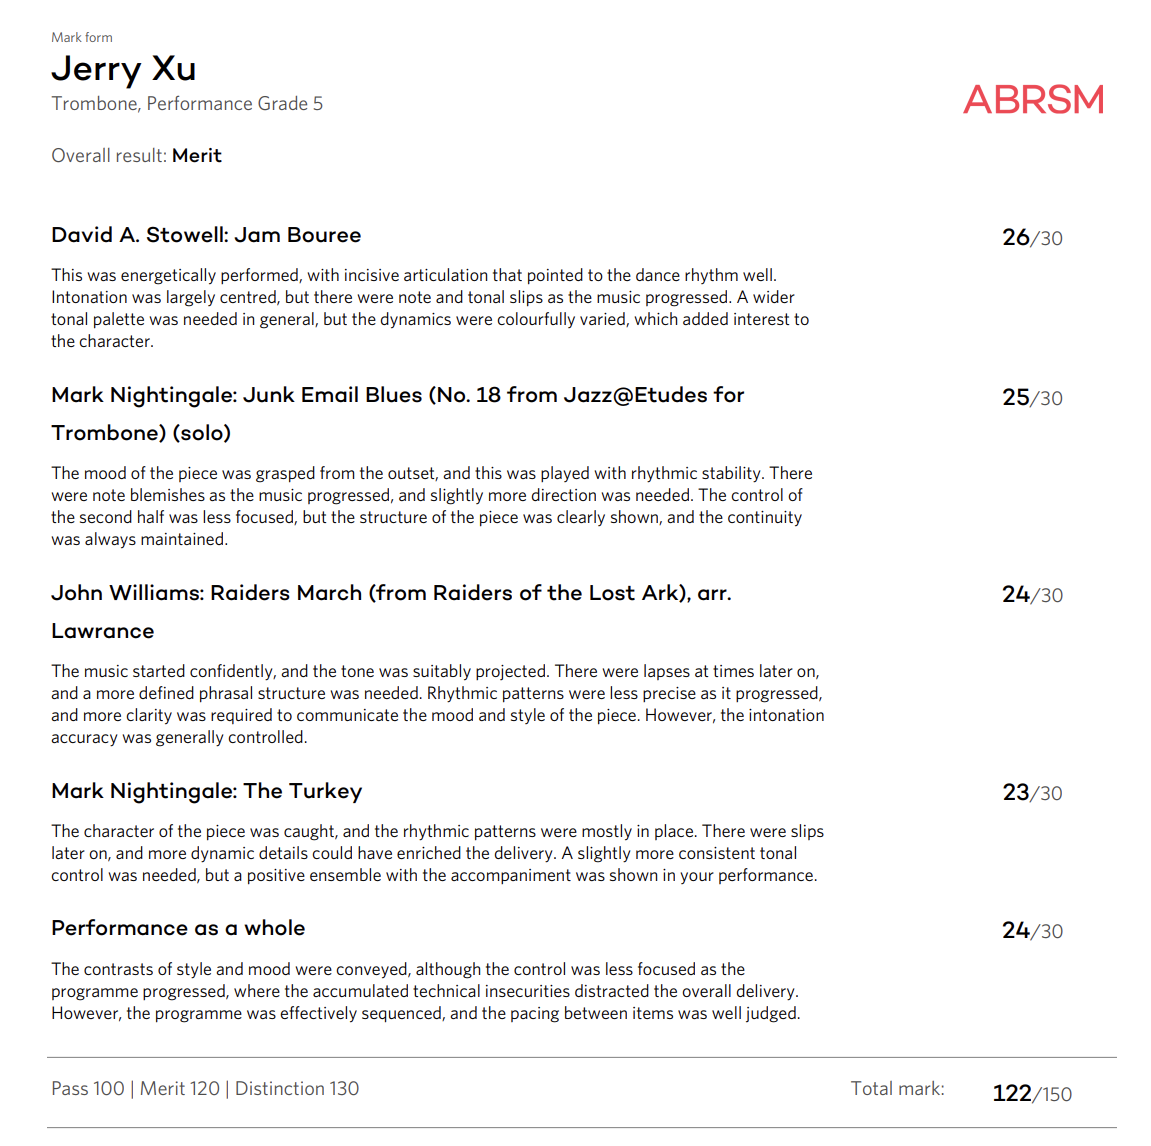 Mark form
Jerry Xu
Trombone, Performance Grade 5
ABRSM
Overall result: Merit
David A. Stowell: Jam Bouree
26/30
This was energetically performed, with incisive articulation that pointed to the dance rhythm well.
Intonation was largely centred, but there were note and tonal slips as the music progressed. A wider
tonal palette was needed in general, but the dynamics were colourfully varied, which added interest to
the character.
Mark Nightingale: Junk Email Blues (No. 18 from Jazz@Etudes for
Trombone) (solo)
25/30
The mood of the piece was grasped from the outset, and this was played with rhythmic stability. There
were note blemishes as the music progressed, and slightly more direction was needed. The control of
the second half was less focused, but the structure of the piece was clearly shown, and the continuity
was always maintained.
John Williams: Raiders March (from Raiders of the Lost Ark), arr.
Lawrance
24/30
The music started confidently, and the tone was suitably projected. There were lapses at times later on,
and a more defined phrasal structure was needed. Rhythmic patterns were less precise as it progressed,
and more clarity was required to communicate the mood and style of the piece. However, the intonation
accuracy was generally controlled.
Mark Nightingale: The Turkey
23/30
The character of the piece was caught, and the rhythmic patterns were mostly in place. There were slips
later on, and more dynamic details could have enriched the delivery. A slightly more consistent tonal
control was needed, but a positive ensemble with the accompaniment was shown in your performance.
Performance as a whole
24/30
The contrasts of style and mood were conveyed, although the control was less focused as the
programme progressed, where the accumulated technical insecurities distracted the overall delivery.
However, the programme was effectively sequenced, and the pacing between items was well judged.
Pass 100 | Merit 120 | Distinction 130
Total mark: 122/150